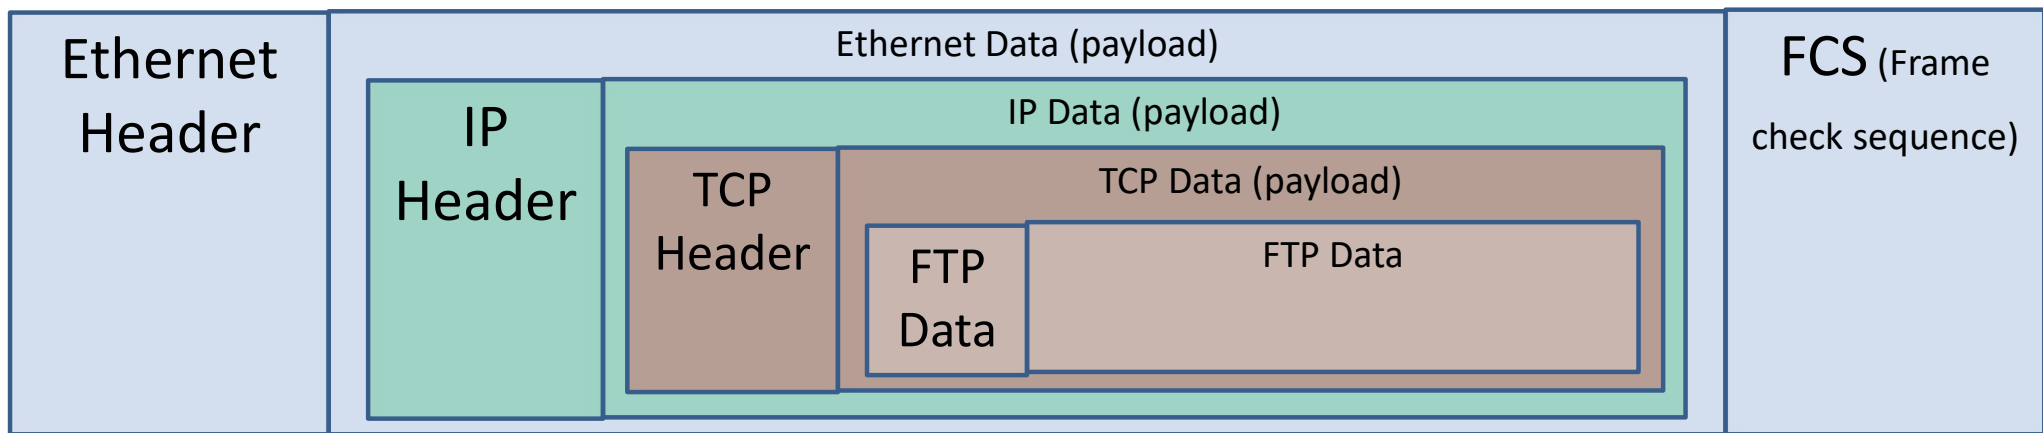 Ethernet
Header
Ethernet Data (payload)
IP
Header
IP Data (payload)
TCP
Header
TCP Data (payload)
FTP
Data
FTP Data
FCS (Frame
check sequence)